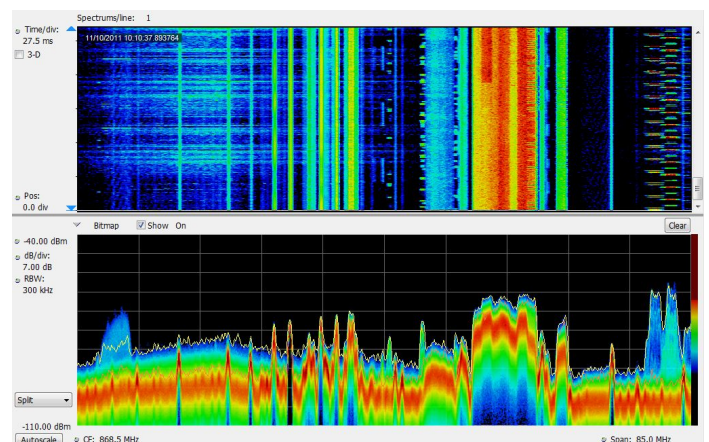 Spectrums/line: 1
Time/div:
27.5 ms
3-D
11/10/2011 10:10:37.893764
Pos:
0.0 div
Bitmap
Show On
Clear
-40.00 dBm
dB/div:
7.00 dB
RBW:
300 kHz
Split
-110.00 dBm
Autoscale
CF: 868.5 MHz
Span: 85.0 MHz